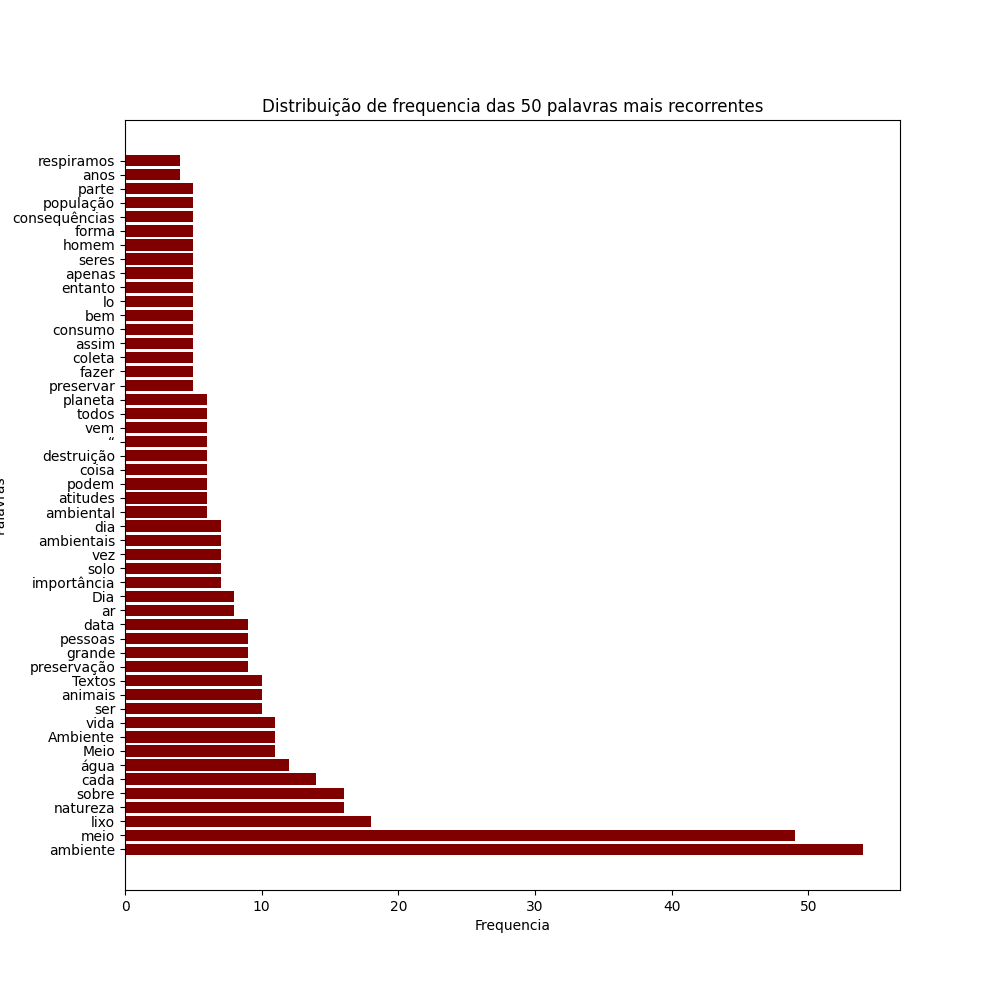 Distribuição de frequencia das 50 palavras mais recorrentes
respiramos
anos
parte
população
consequências
forma
homem
seres
apenas
entanto
lo
bem
consumo
assim
coleta
fazer
preservar
planeta
todos
vem
“
destruição
coisa
podem
atitudes
ambiental
dia
ambientais
vez
solo
importância
Dia
ar
data
pessoas
grande
preservação
Textos
animais
ser
vida
Ambiente
Meio
água
cada
sobre
natureza
lixo
meio
ambiente
0 10 20 30 40 50
Frequencia